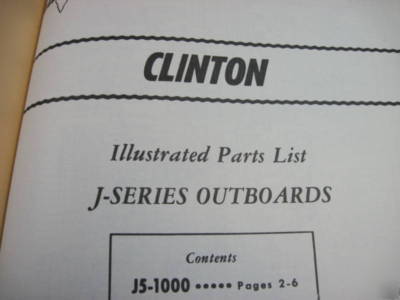 CLINTON
Illustrated Parts List
J-SERIES OUTBOARDS
Contents
J5-1000 ••••• Pages 2-6